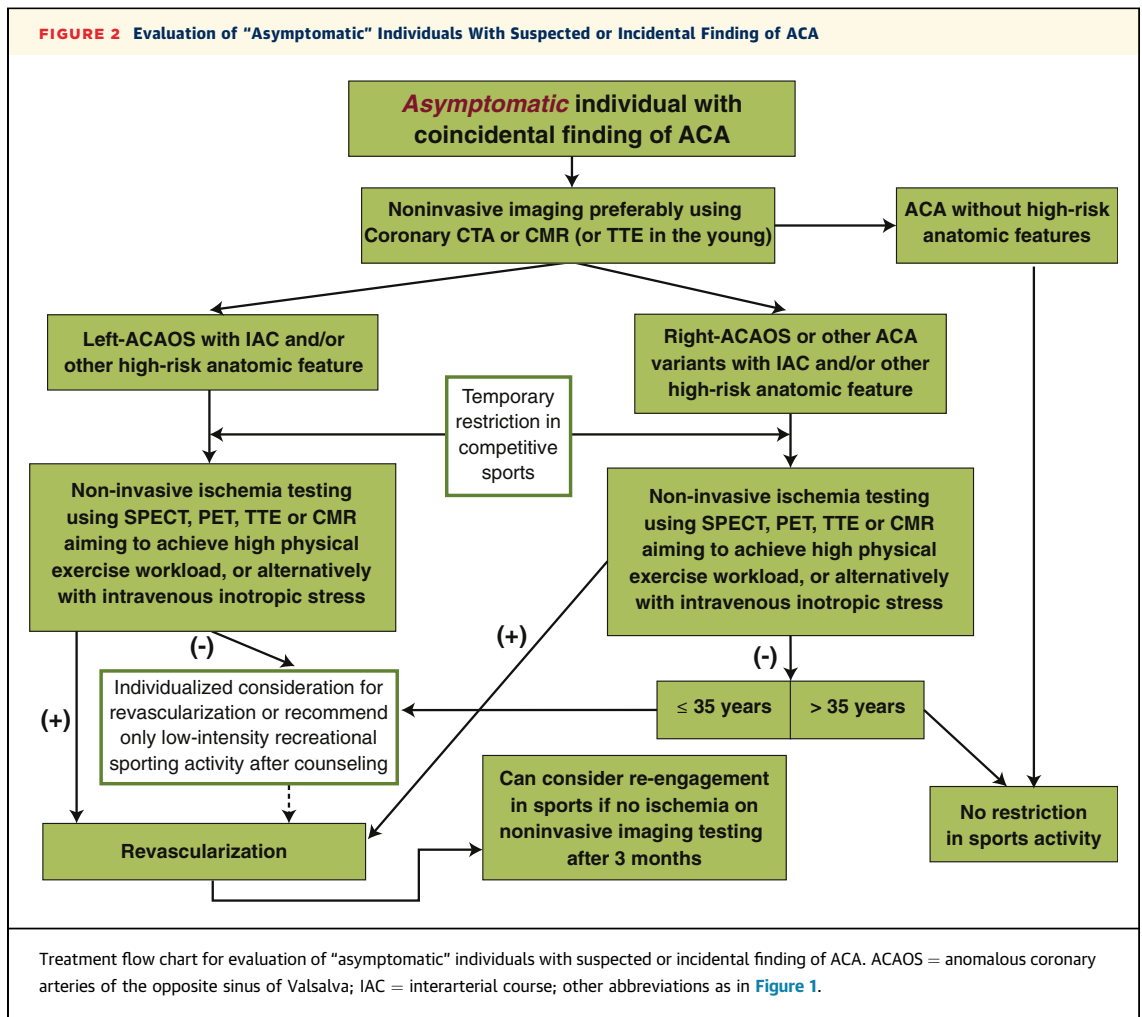 FIGURE 2 Evaluation of "Asymptomatic" Individuals With Suspected or Incidental Finding of ACA
Asymptomatic individual with
coincidental finding of ACA
Noninvasive imaging preferably using
Coronary CTA or CMR (or TTE in the young)
ACA without high-risk
anatomic features
Left-ACAOS with IAC and/or
other high-risk anatomic feature
Right-ACAOS or other ACA
variants with IAC and/or other
high-risk anatomic feature
Temporary
restriction in
competitive
sports
Non-invasive ischemia testing
using SPECT, PET, TTE or CMR
aiming to achieve high physical
exercise workload, or alternatively
with intravenous inotropic stress
Non-invasive ischemia testing
using SPECT, PET, TTE or CMR
aiming to achieve high physical
exercise workload, or alternatively
with intravenous inotropic stress
(-)
(+)
(-)
(+)
Individualized consideration for
revascularization or recommend
only low-intensity recreational
sporting activity after counseling
≤ 35 years
> 35 years
Can consider re-engagement
in sports if no ischemia on
noninvasive imaging testing
after 3 months
No restriction
in sports activity
Revascularization
Treatment flow chart for evaluation of "asymptomatic" individuals with suspected or incidental finding of ACA. ACAOS = anomalous coronary
arteries of the opposite sinus of Valsalva; IAC = interarterial course; other abbreviations as in Figure 1.